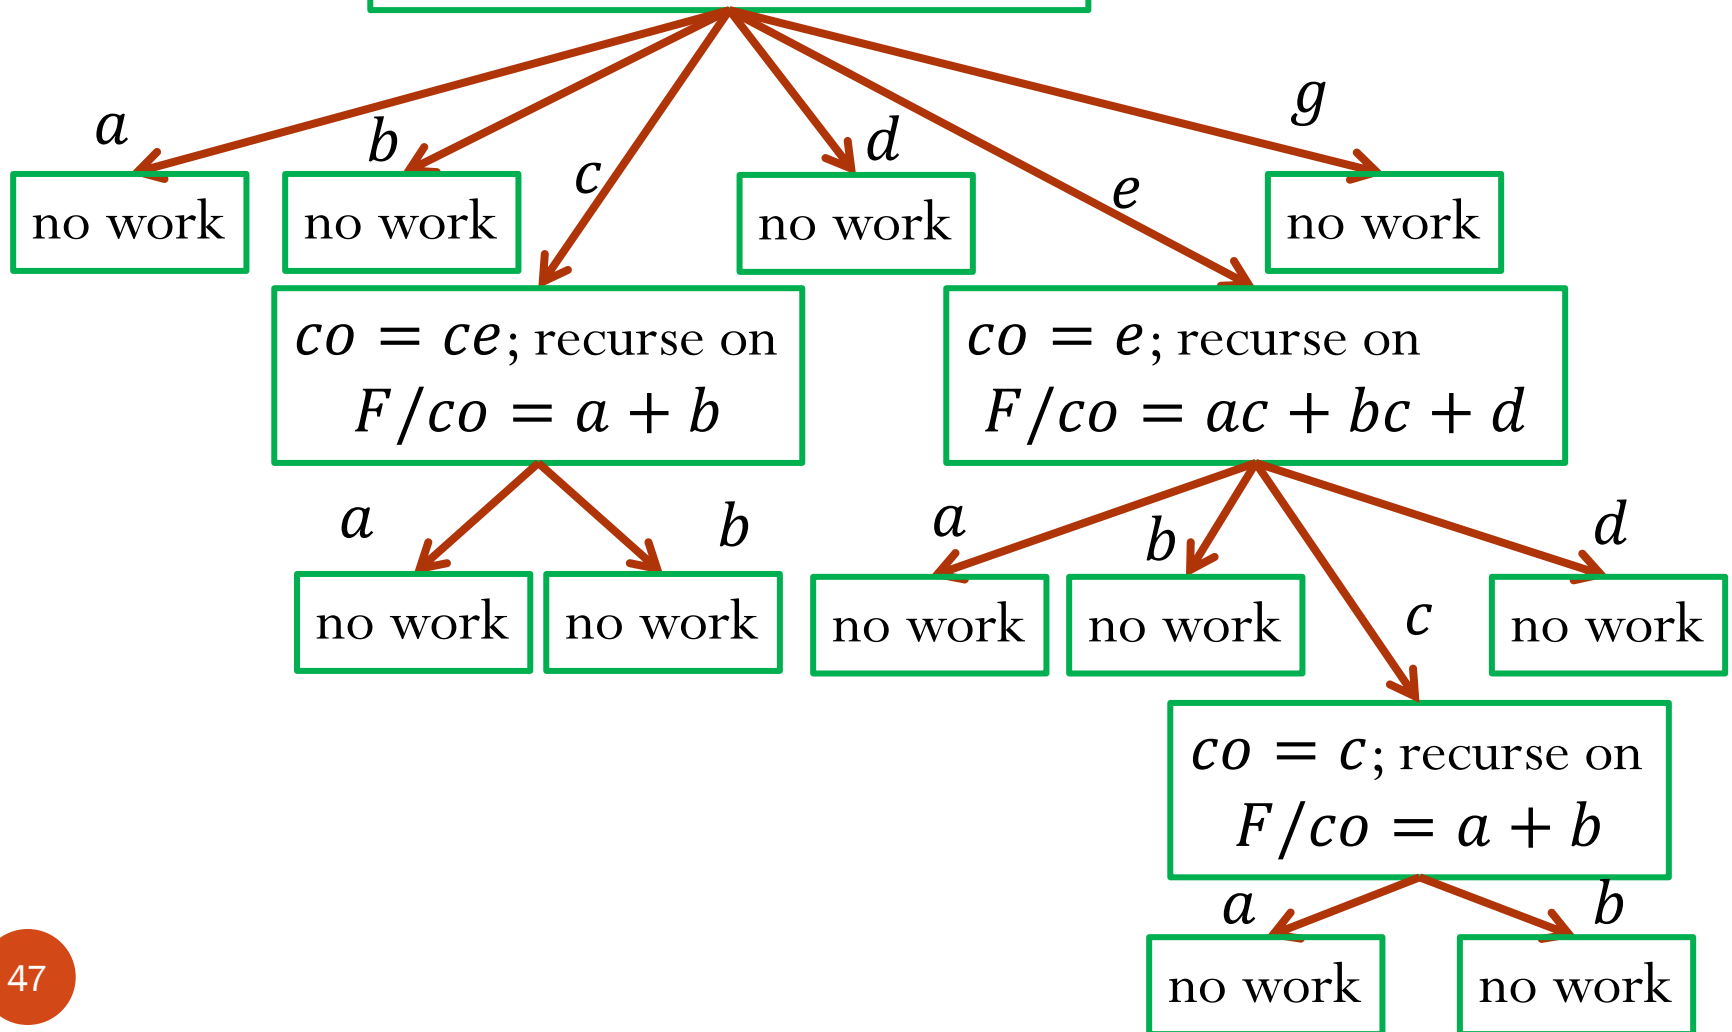 a
b
c
d
e
g
no work
no work
no work
no work
co = ce; recurse on
F/co = a + b
co = e; recurse on
F/co = ac + bc + d
a
b
a
b
c
d
no work
no work
no work
no work
no work
co = c; recurse on
F/co = a + b
a
b
no work
no work
47